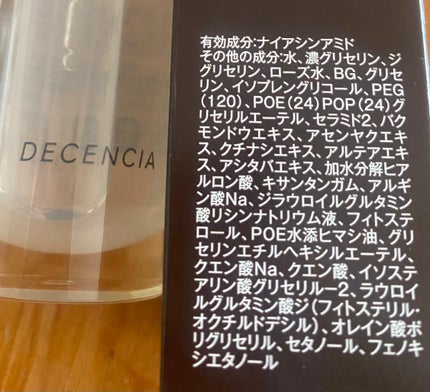 DECENCIA
有効成分:ナイアシンアミド
その他の成分:水、濃グリセリン、ジ
グリセリン、ローズ水、BG、グリセ
リン、イソプレングリコール、PEG
(120)、POE(24)POP(24)グ
リセリルエーテル、セラミド2、バク
モンドウエキス、アセンヤクエキ
ス、クチナシエキス、アルテアエキ
ス、アシタバエキス、加水分解ヒア
ルロン酸、キサンタンガム、アルギ
ン酸Na、ジラウロイルグルタミン
酸リシンナトリウム液、フィトステ
ロール、POE水添ヒマシ油、グリ
セリンエチルヘキシルエーテル、
クエン酸Na、クエン酸、イソステ
アリン酸グリセリル-2、ラウロイ
ルグルタミン酸ジ(フィトステリル・
オクチルドデシル)、オレイン酸ポ
リグリセリル、セタノール、フェノキ
シエタノール